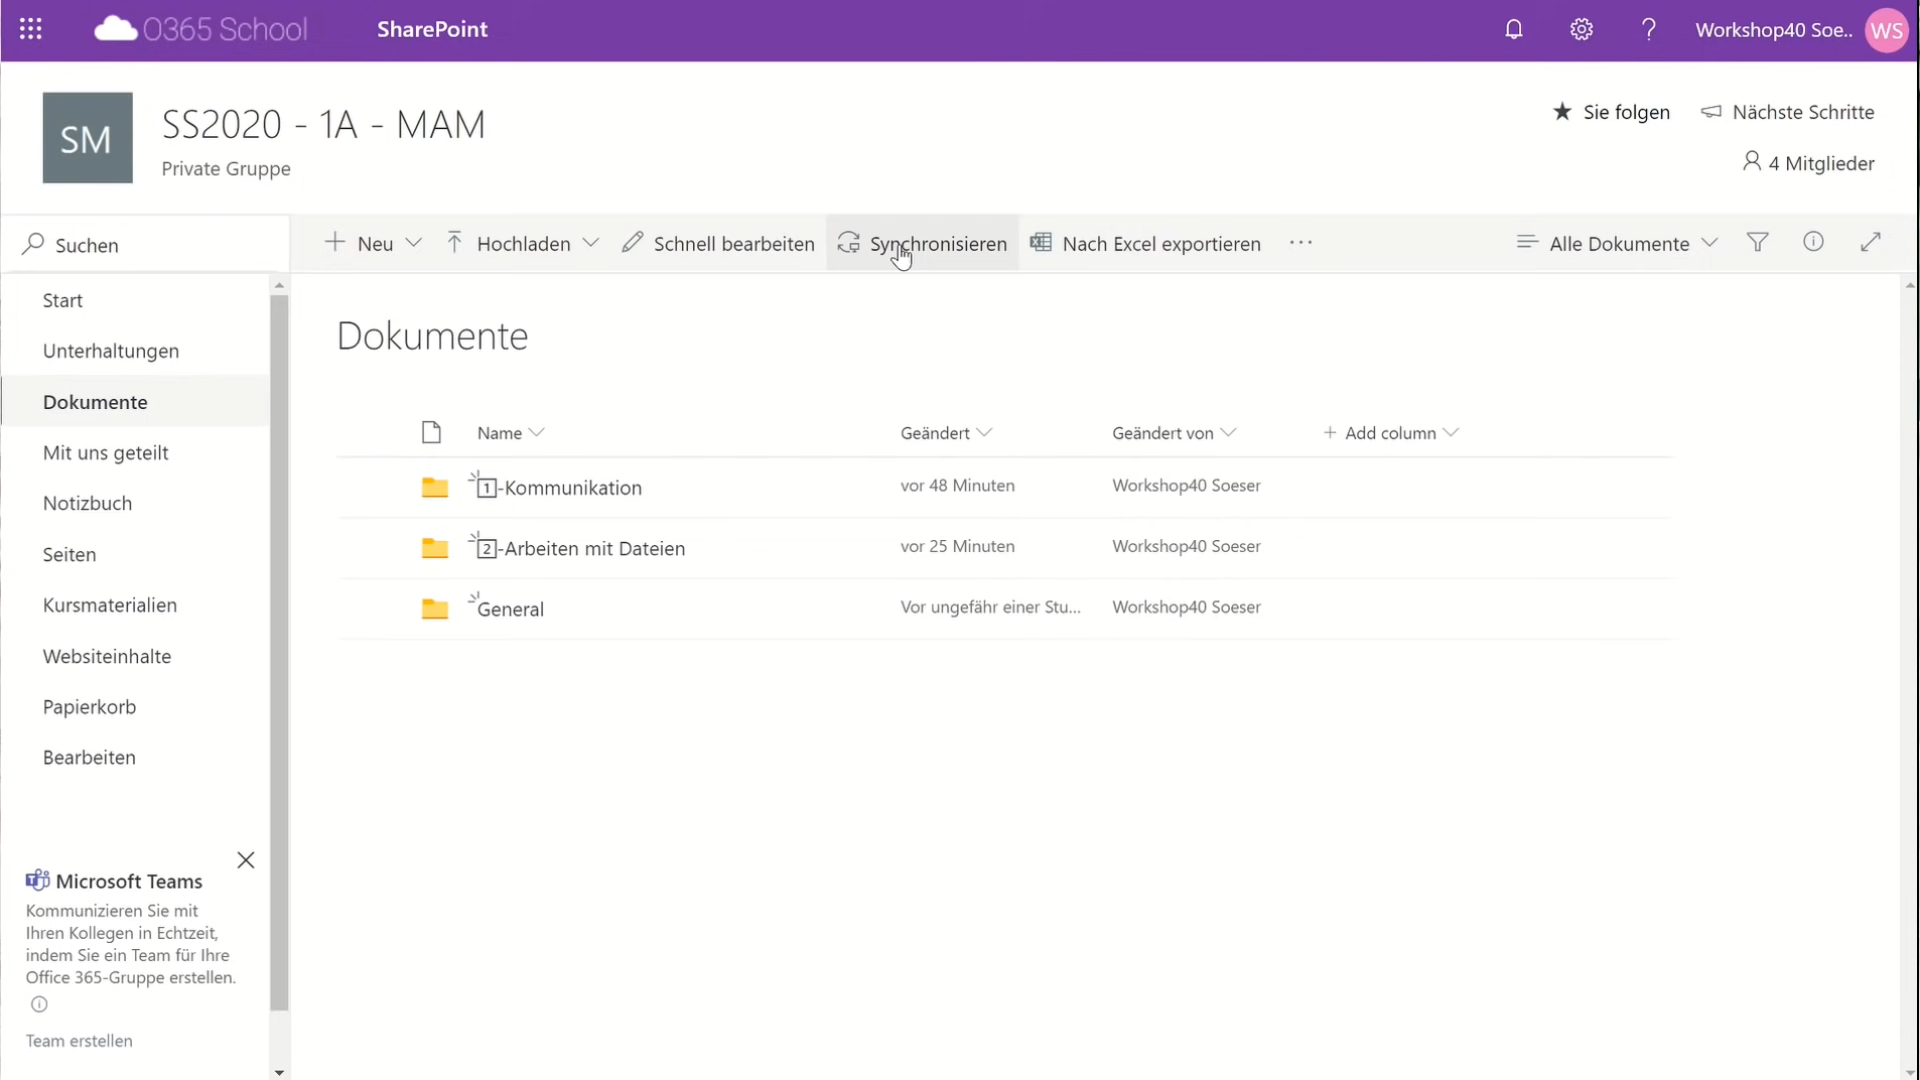 O365 School
SharePoint
Workshop40 Soe..
WS
SM
SS2020 - 1A - MAM
Private Gruppe
Sie folgen
Nächste Schritte
4 Mitglieder
Suchen
Neu
Hochladen
Schnell bearbeiten
Synchronisieren
Nach Excel exportieren
Alle Dokumente
Start
Unterhaltungen
Dokumente
Mit uns geteilt
Notizbuch
Seiten
Kursmaterialien
Websiteinhalte
Papierkorb
Bearbeiten
Microsoft Teams
Kommunizieren Sie mit
Ihren Kollegen in Echtzeit,
indem Sie ein Team für Ihre
Office 365-Gruppe erstellen.
Team erstellen
Dokumente
Name Geändert Geändert von + Add column
1-Kommunikation vor 48 Minuten Workshop40 Soeser
2-Arbeiten mit Dateien vor 25 Minuten Workshop40 Soeser
General Vor ungefähr einer Stu... Workshop40 Soeser